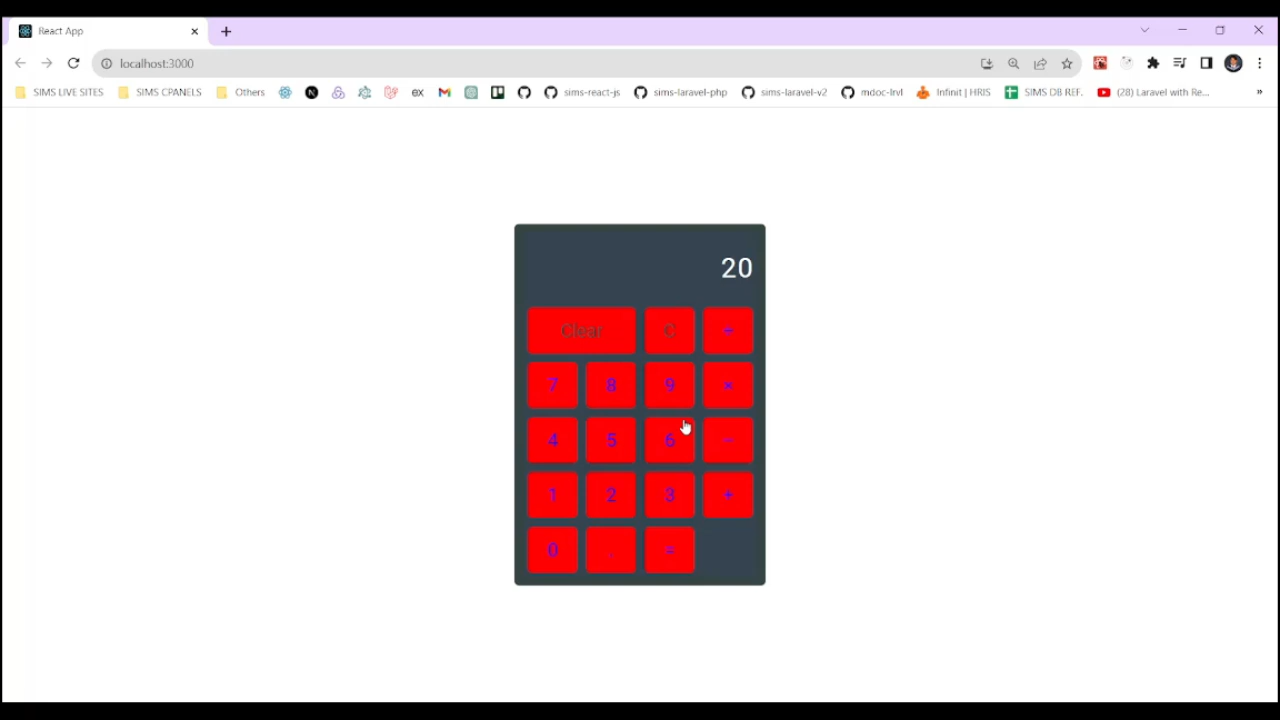 React App
localhost:3000
SIMS LIVE SITES SIMS CPANELS Others ex sims-react-js sims-laravel-php sims-laravel-v2 mdoc-lrvl Infinit | HRIS SIMS DB REF. (28) Laravel with Re... »
20
Clear C ÷
7 8 9 ×
4 5 6 −
1 2 3 +
0 . =